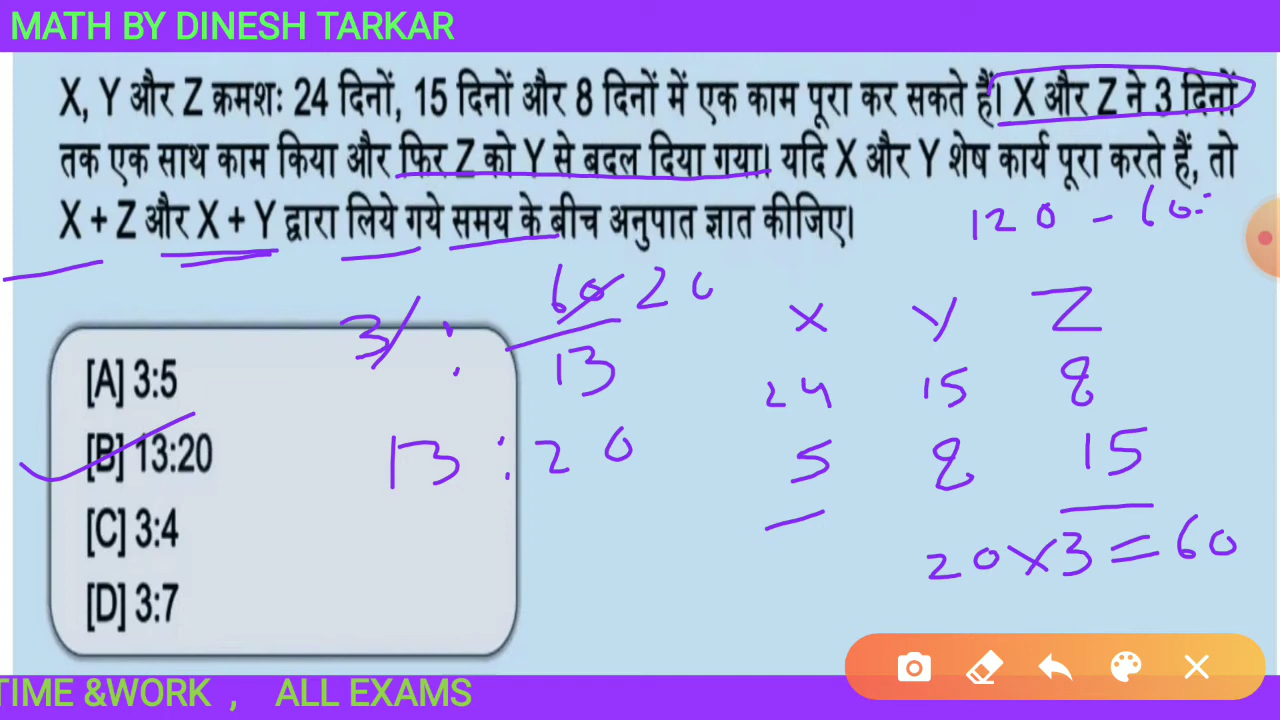 MATH BY DINESH TARKAR
X, Y और Z क्रमशः 24 दिनों, 15 दिनों और 8 दिनों में एक काम पूरा कर सकते हैं। X और Z ने 3 दिनों
तक एक साथ काम किया और फिर Z को Y से बदल दिया गया। यदि X और Y शेष कार्य पूरा करते हैं, तो
X + Z और X + Y द्वारा लिये गये समय के बीच अनुपात ज्ञात कीजिए।
120 - 60
3 : 60 20
13
13 : 20
X Y Z
24 15 8
5 8 15
20 X 3 = 60
[A] 3:5
[B] 13:20
[C] 3:4
[D] 3:7
TIME &WORK , ALL EXAMS